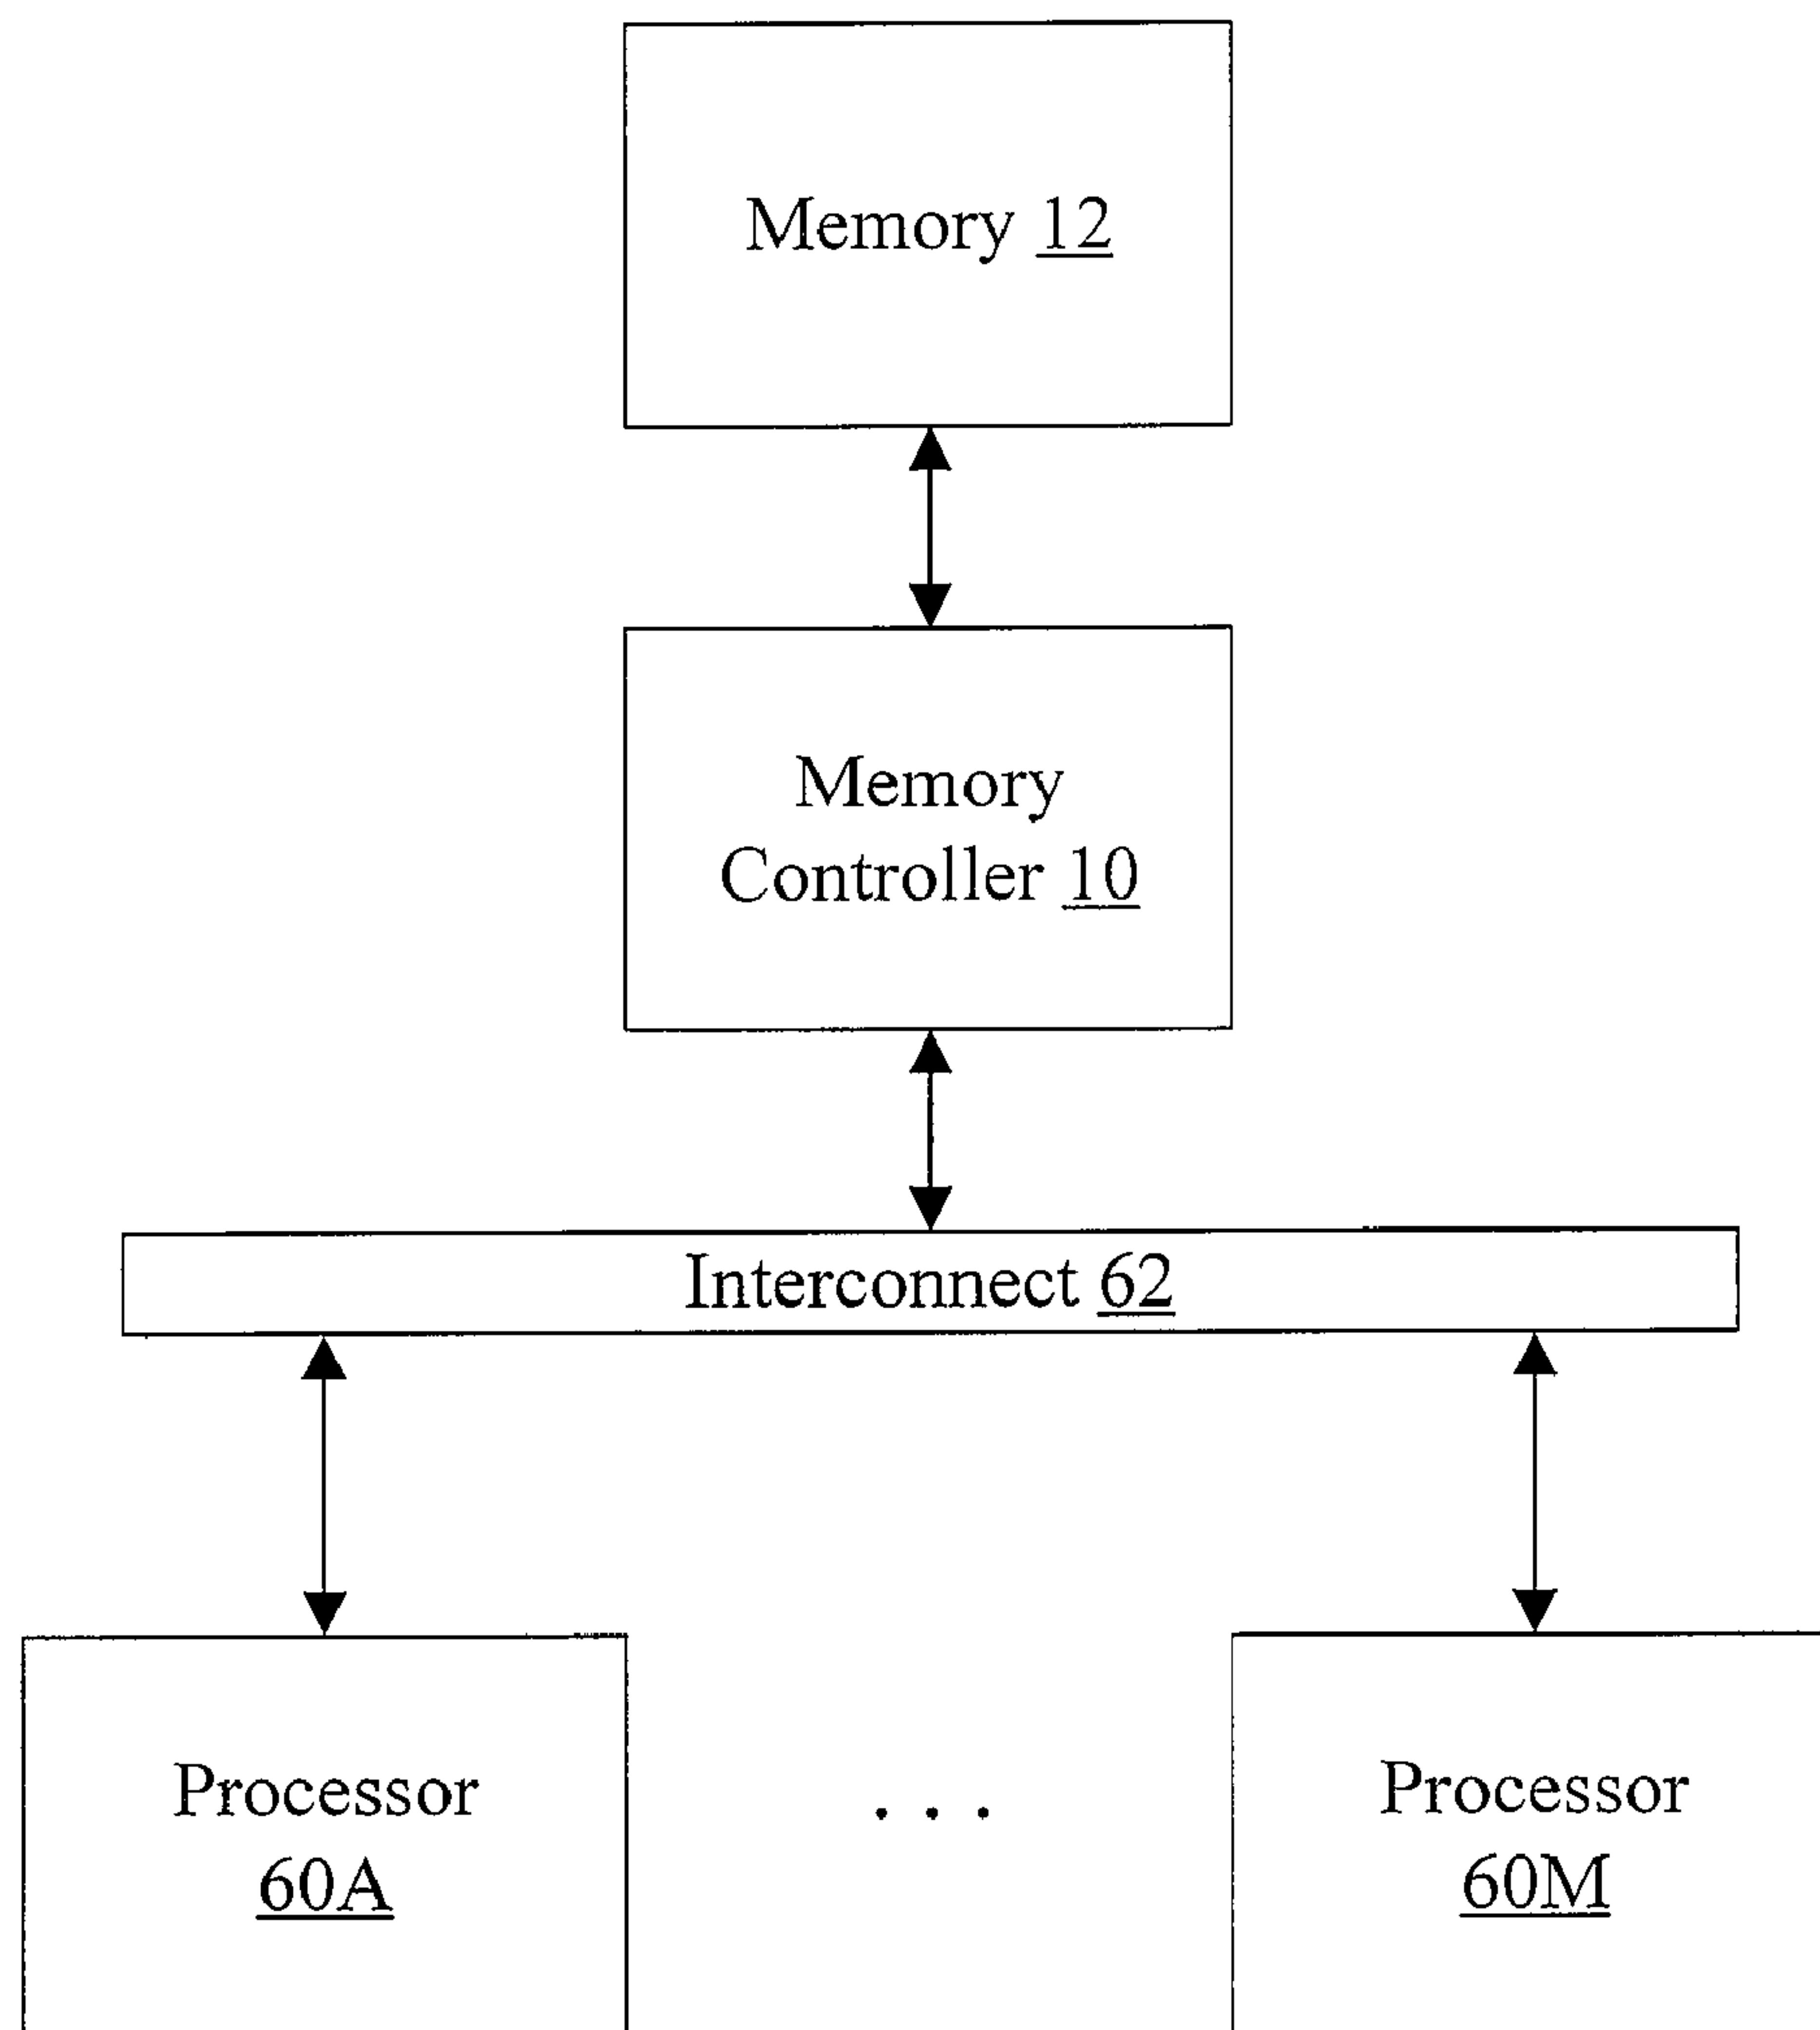 Memory 12
Memory
Controller 10
Interconnect 62
Processor
60A
. . .
Processor
60M